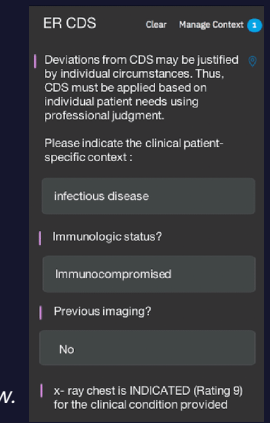 ER CDS Clear Manage Context 1
Deviations from CDS may be justified
by individual circumstances. Thus,
CDS must be applied based on
individual patient needs using
professional judgment.
Please indicate the clinical patient-
specific context :
infectious disease
Immunologic status?
Immunocompromised
Previous imaging?
No
x- ray chest is INDICATED (Rating 9)
for the clinical condition provided